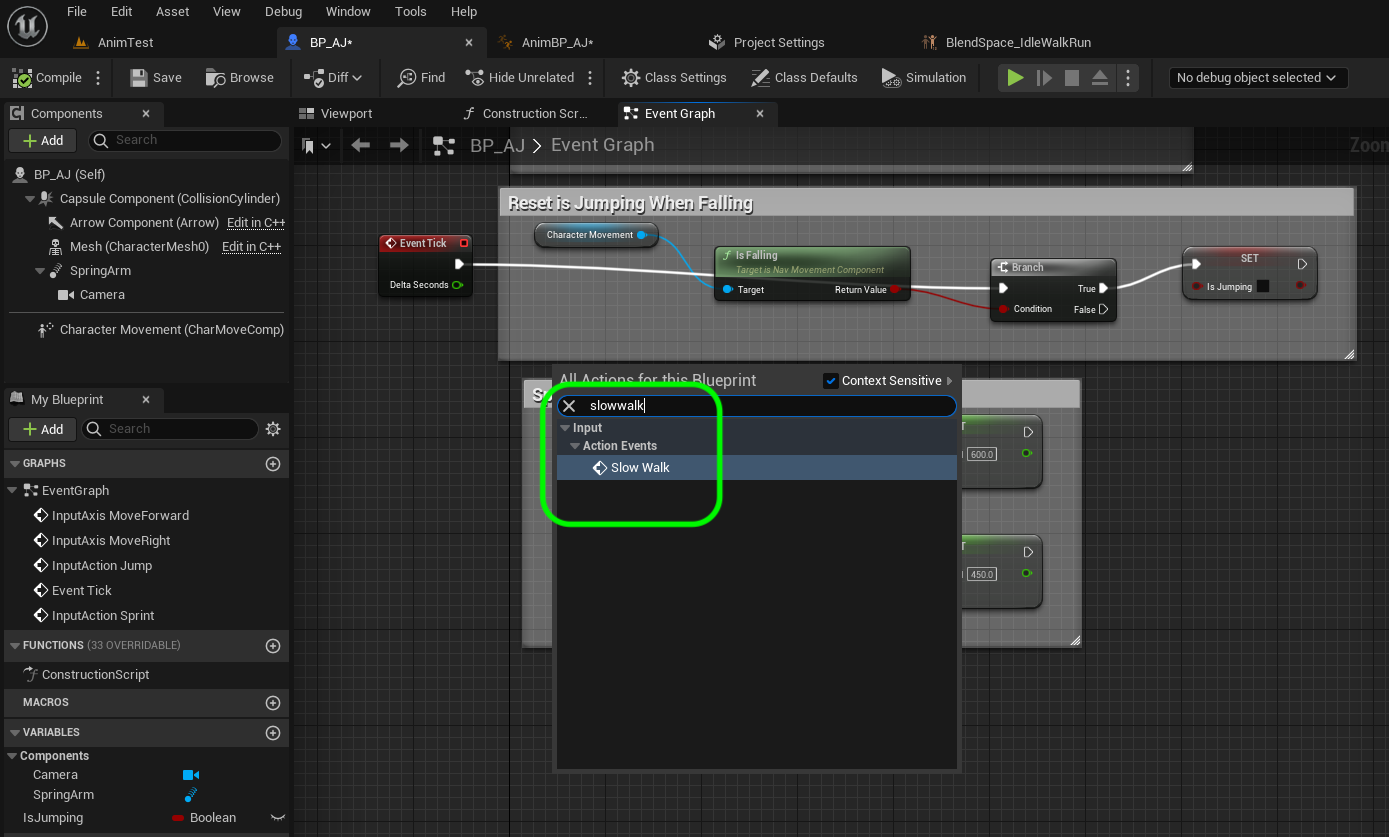 File Edit Asset View Debug Window Tools Help
AnimTest BP_AJ* AnimBP_AJ* Project Settings BlendSpace_IdleWalkRun
Compile Save Browse Diff Find Hide Unrelated Class Settings Class Defaults Simulation No debug object selected
Components Viewport Construction Scr... Event Graph
Add Search
BP_AJ > Event Graph Zoom
BP_AJ (Self)
Capsule Component (CollisionCylinder)
Arrow Component (Arrow) Edit in C++
Mesh (CharacterMesh0) Edit in C++
SpringArm
Camera
Character Movement (CharMoveComp)
Reset is Jumping When Falling
Character Movement
Event Tick
Delta Seconds
Is Falling
Target is Nav Movement Component
Target Return Value
Branch
True
Condition False
SET
Is Jumping
My Blueprint
Add Search
GRAPHS
EventGraph
InputAxis MoveForward
InputAxis MoveRight
InputAction Jump
Event Tick
InputAction Sprint
FUNCTIONS (33 OVERRIDABLE)
ConstructionScript
MACROS
VARIABLES
Components
Camera
SpringArm
IsJumping Boolean
All Actions for this Blueprint Context Sensitive
slowwalk
Input
Action Events
Slow Walk
600.0
450.0